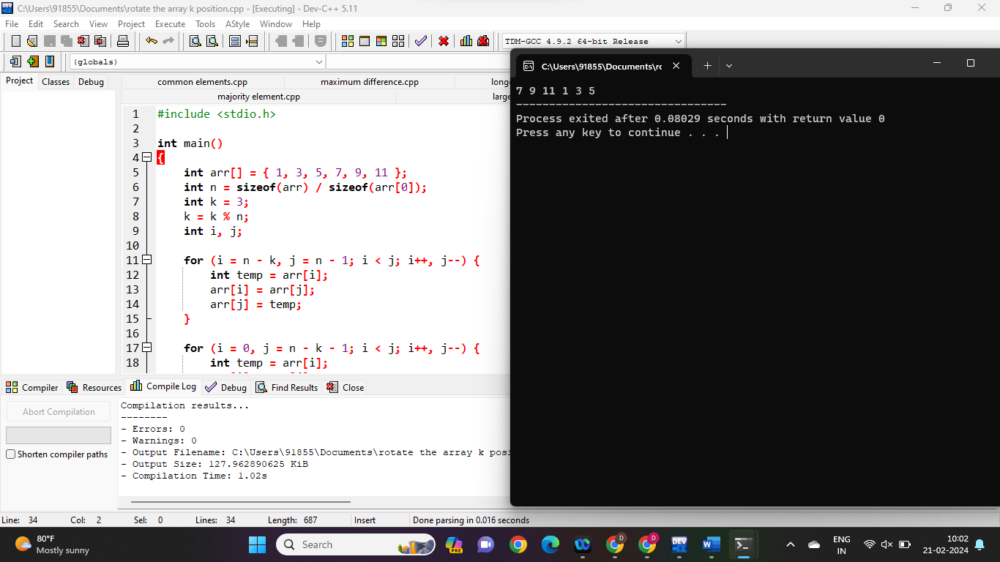 C:\Users\91855\Documents\rotate the array k position.cpp - [Executing] - Dev-C++ 5.11
File Edit Search View Project Execute Tools AStyle Window Help
TDM-GCC 4.9.2 64-bit Release
(globals)
Project Classes Debug
common elements.cpp maximum difference.cpp long
majority element.cpp large
1 #include <stdio.h>
2
3 int main()
4 {
5 int arr[] = { 1, 3, 5, 7, 9, 11 };
6 int n = sizeof(arr) / sizeof(arr[0]);
7 int k = 3;
8 k = k % n;
9 int i, j;
10
11 for (i = n - k, j = n - 1; i < j; i++, j--) {
12 int temp = arr[i];
13 arr[i] = arr[j];
14 arr[j] = temp;
15 }
16
17 for (i = 0, j = n - k - 1; i < j; i++, j--) {
18 int temp = arr[i];
C:\Users\91855\Documents\rc
7 9 11 1 3 5
--------------------------------
Process exited after 0.08029 seconds with return value 0
Press any key to continue . . .
Compiler Resources Compile Log Debug Find Results Close
Abort Compilation
Shorten compiler paths
Compilation results...
--------
- Errors: 0
- Warnings: 0
- Output Filename: C:\Users\91855\Documents\rotate the array k posi
- Output Size: 127.962890625 KiB
- Compilation Time: 1.02s
Line: 34 Col: 2 Sel: 0 Lines: 34 Length: 687 Insert Done parsing in 0.016 seconds
80°F
Mostly sunny
Search
PRE
D
D
DEV
W
ENG
IN
10:02
21-02-2024